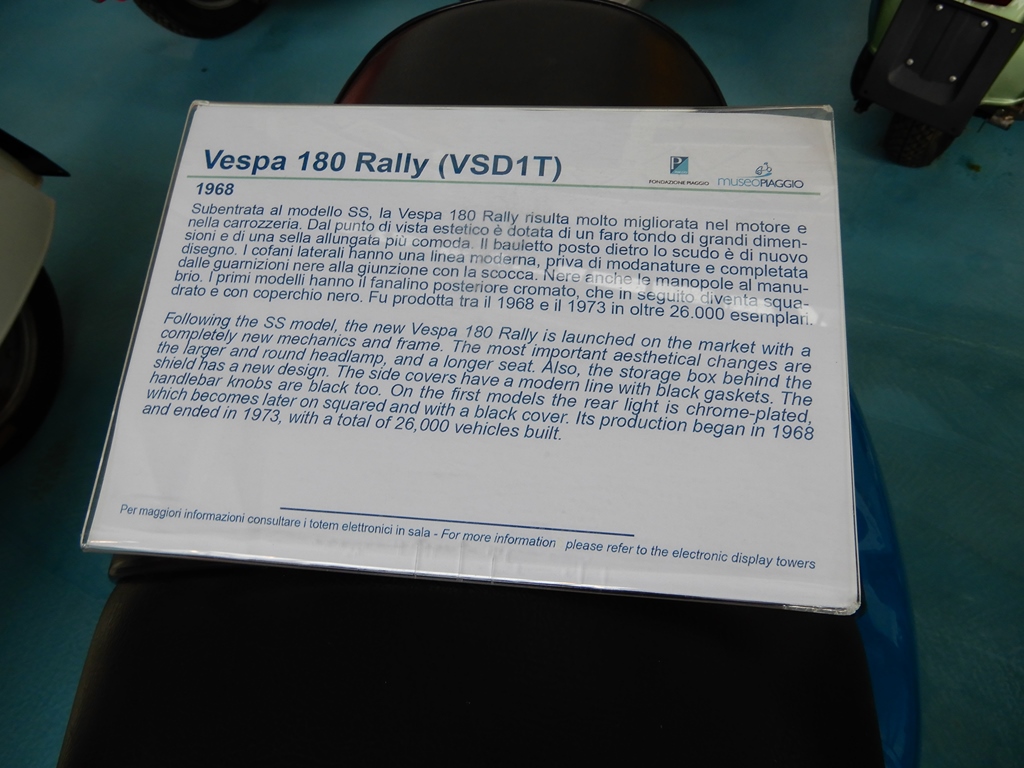 Vespa 180 Rally (VSD1T)
P
FONDAZIONE PIAGGIO
museoPIAGGIO
1968
Subentrata al modello SS, la Vespa 180 Rally risulta molto migliorata nel motore e
nella carrozzeria. Dal punto di vista estetico è dotata di un faro tondo di grandi dimen-
sioni e di una sella allungata più comoda. Il bauletto posto dietro lo scudo è di nuovo
disegno. I cofani laterali hanno una linea moderna, priva di modanature e completata
dalle guarnizioni nere alla giunzione con la scocca. Nere anche le manopole al manu-
brio. I primi modelli hanno il fanalino posteriore cromato, che in seguito diventa squa-
drato e con coperchio nero. Fu prodotta tra il 1968 e il 1973 in oltre 26.000 esemplari.
Following the SS model, the new Vespa 180 Rally is launched on the market with a
completely new mechanics and frame. The most important aesthetical changes are
the larger and round headlamp, and a longer seat. Also, the storage box behind the
shield has a new design. The side covers have a modern line with black gaskets. The
handlebar knobs are black too. On the first models the rear light is chrome-plated,
which becomes later on squared and with a black cover. Its production began in 1968
and ended in 1973, with a total of 26,000 vehicles built.
Per maggiori informazioni consultare i totem elettronici in sala - For more information please refer to the electronic display towers